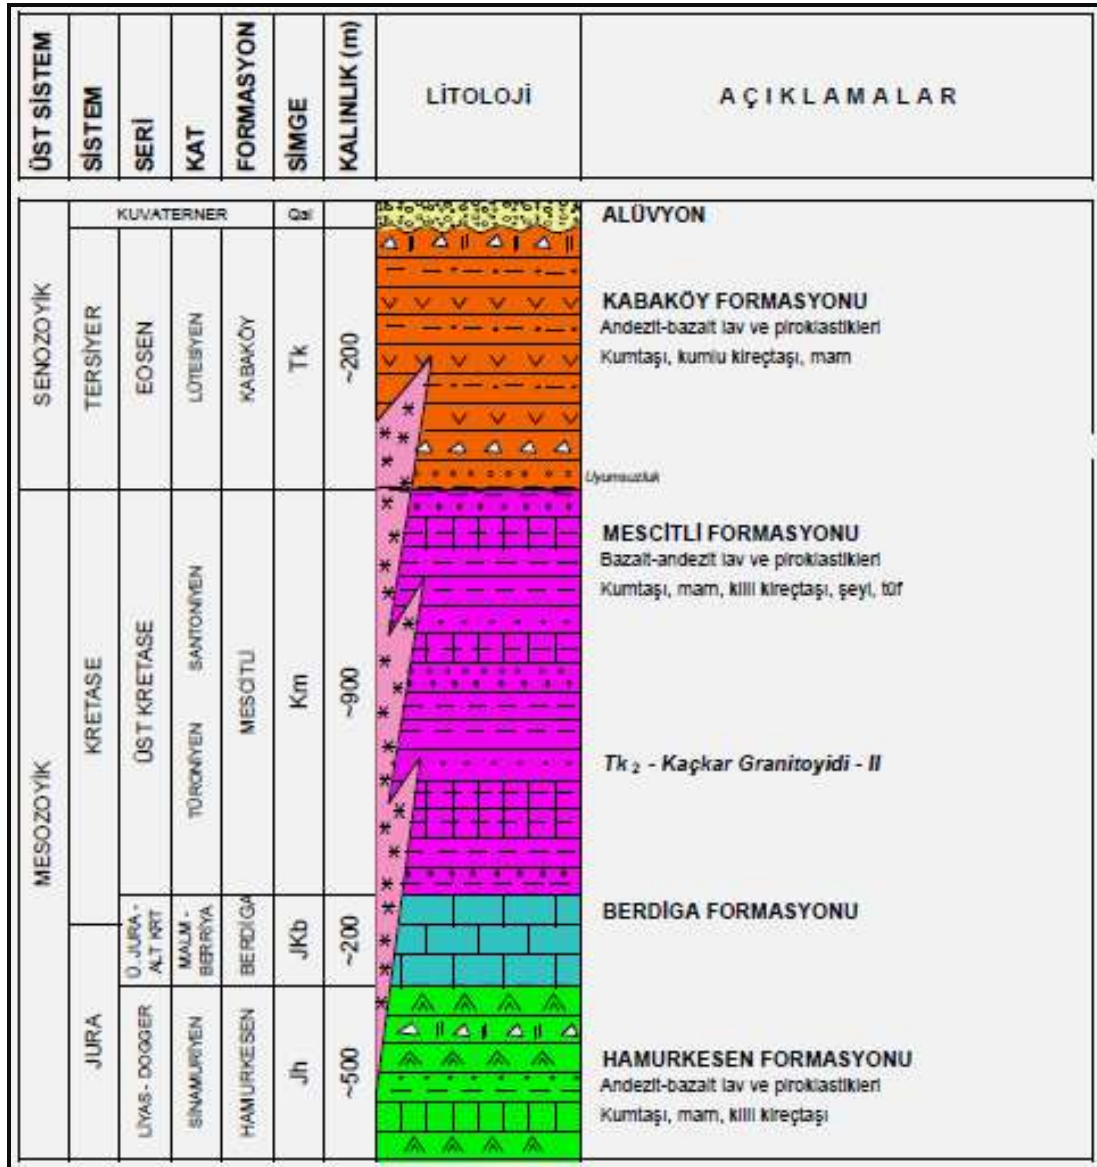 ÜST SİSTEM
SİSTEM
SERİ
KAT
FORMASYON
SİMGE
KALINLIK (m)
LİTOLOJİ
AÇIKLAMALAR
KUVATERNER
Qal
ALÜVYON
SENOZOYİK
TERSİYER
EOSEN
LÜTESİYEN
KABAKÖY
Tk
~200
KABAKÖY FORMASYONU
Andezit-bazalt lav ve piroklastikleri
Kumtaşı, kumlu kireçtaşı, marn
Uyumsuzluk
MESOZOYİK
KRETASE
ÜST KRETASE
TÜRONİYEN SANTONİYEN
MESCİTLİ
Km
~900
MESCİTLİ FORMASYONU
Bazalt-andezit lav ve piroklastikleri
Kumtaşı, marn, killi kireçtaşı, şeyl, tüf
Tk 2 - Kaçkar Granitoyidi - II
Ü. JURA -
ALT KRT
MALM -
BERRİYA
BERDİGA
JKb
~200
BERDİGA FORMASYONU
JURA
LİYAS - DOGGER
SİNAMURİYEN
HAMURKESEN
Jh
~500
HAMURKESEN FORMASYONU
Andezit-bazalt lav ve piroklastikleri
Kumtaşı, marn, killi kireçtaşı